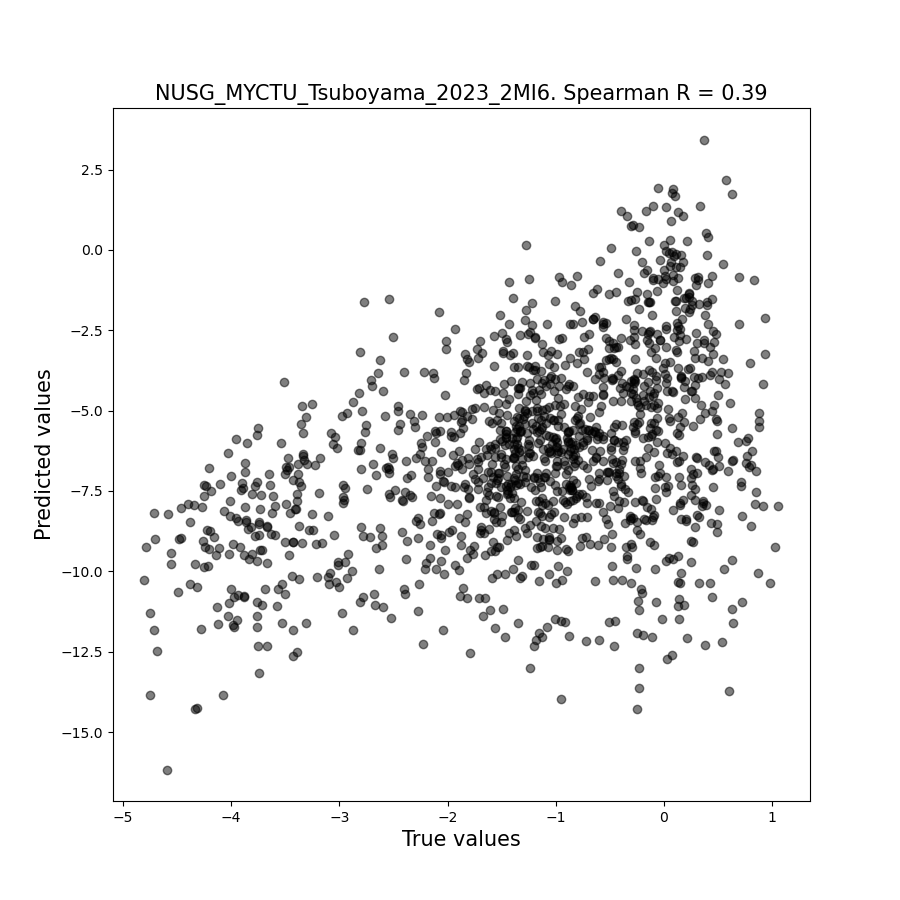 NUSG_MYCTU_Tsuboyama_2023_2MI6. Spearman R = 0.39
2.5
0.0
−2.5
−5.0
−7.5
−10.0
−12.5
−15.0
Predicted values
−5 −4 −3 −2 −1 0 1
True values